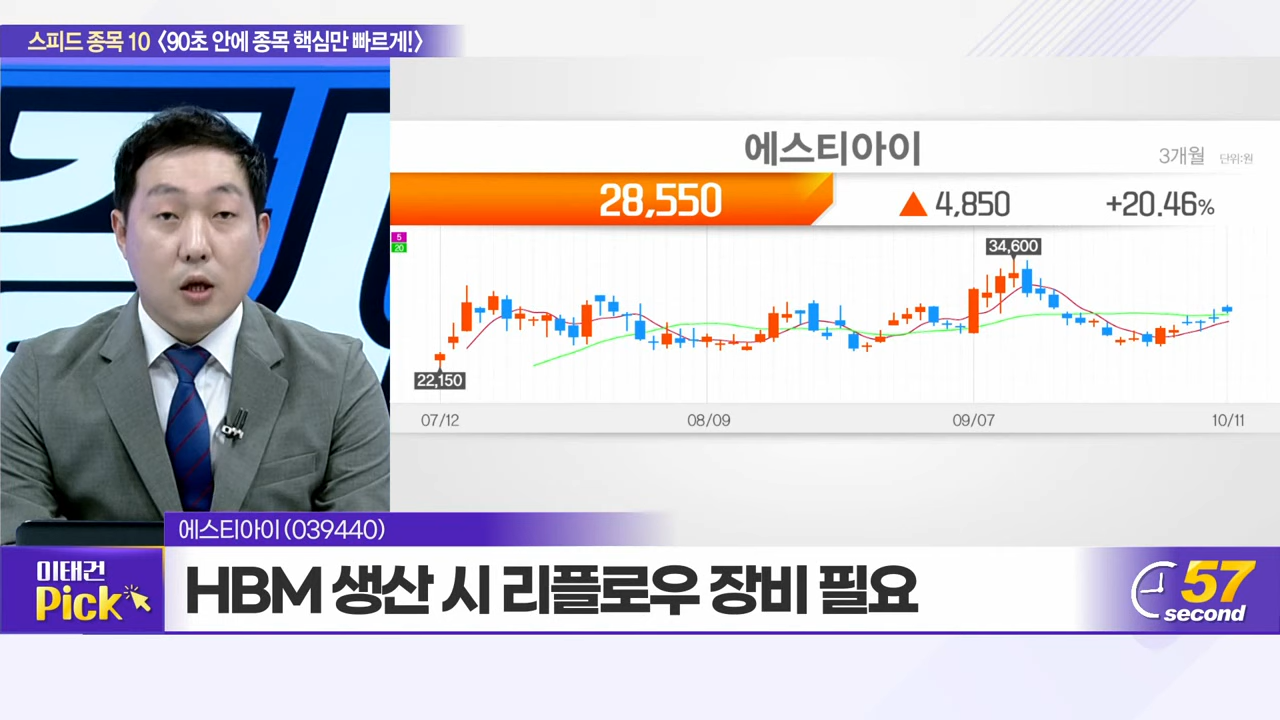 스피드 종목 10 <90초 안에 종목 핵심만 빠르게!>
에스티아이
3개월 단위:원
28,550 ▲ 4,850 +20.46%
5
20
34,600
22,150
07/12 08/09 09/07 10/11
에스티아이(039440)
이태건
Pick
HBM 생산 시 리플로우 장비 필요
57
second